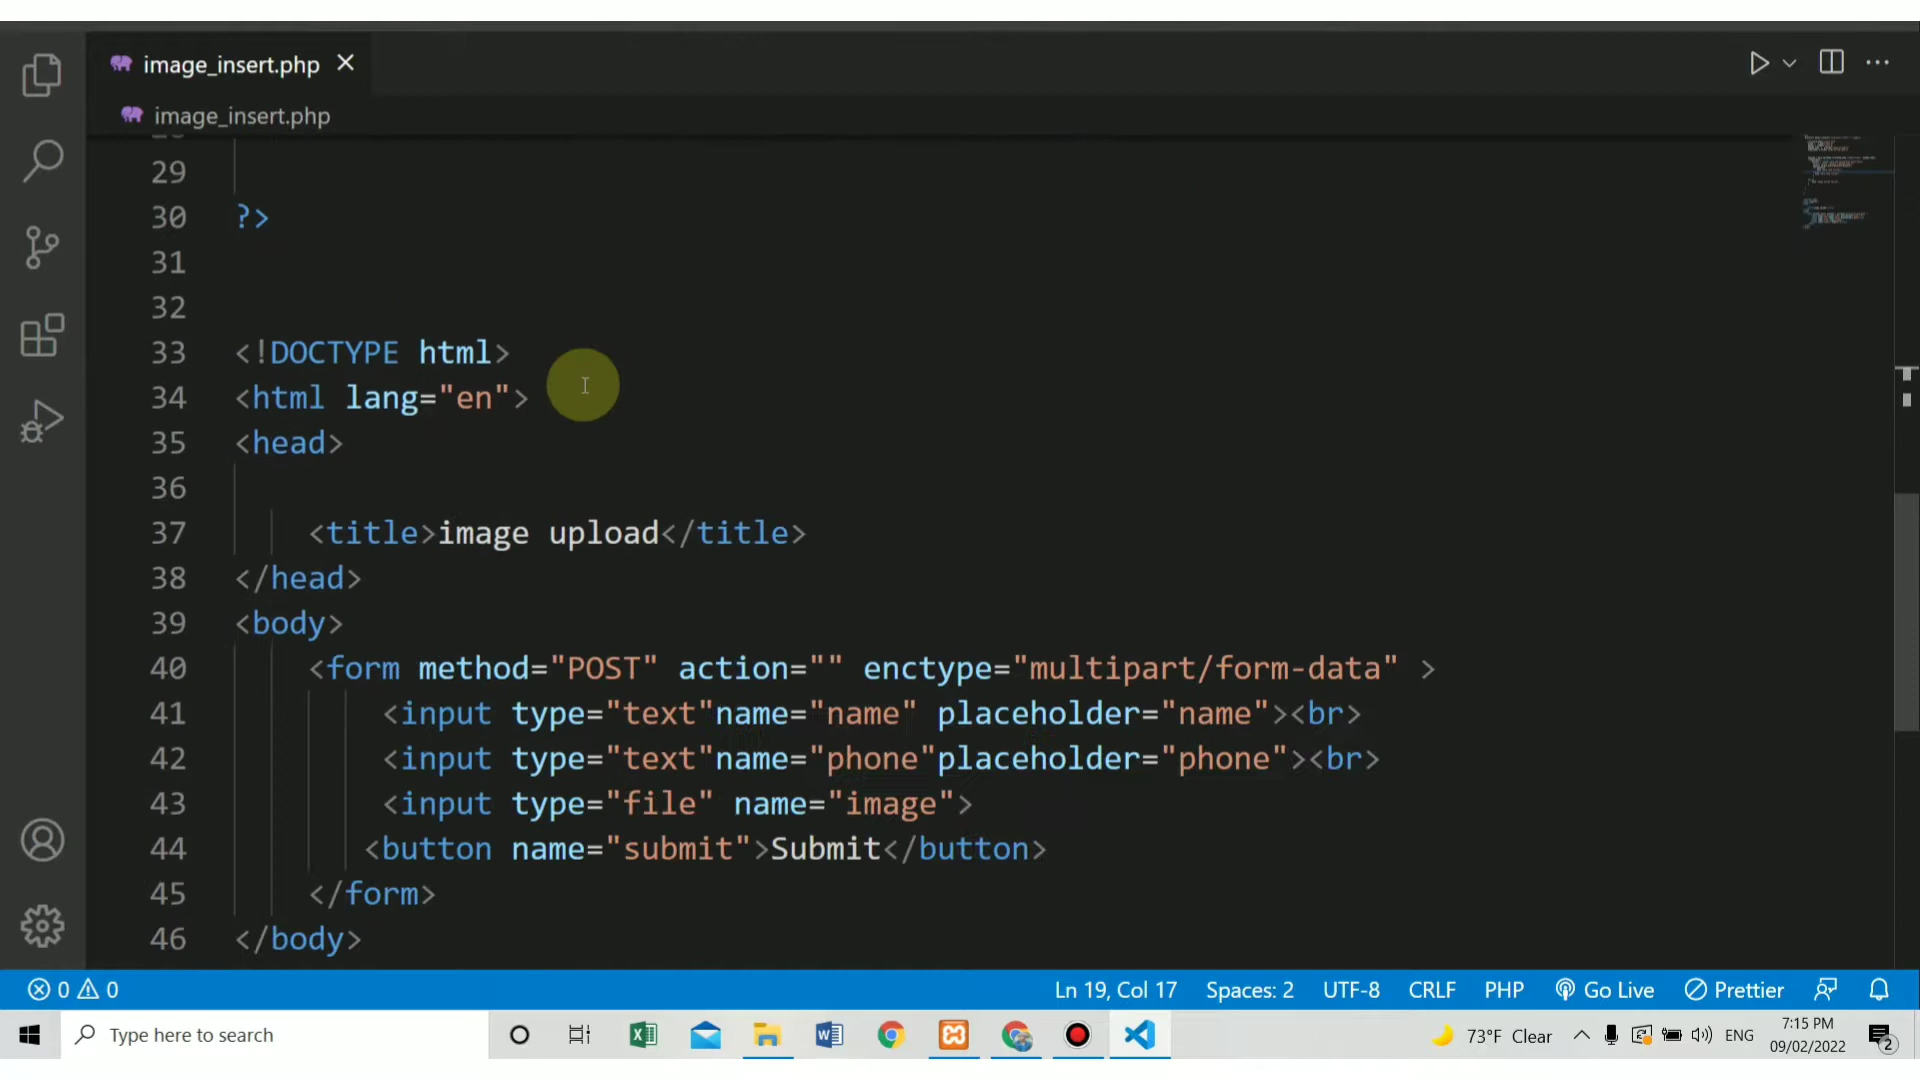 image_insert.php
image_insert.php
29
30 ?>
31
32
33 <!DOCTYPE html>
34 <html lang="en">
35 <head>
36
37 <title>image upload</title>
38 </head>
39 <body>
40 <form method="POST" action="" enctype="multipart/form-data" >
41 <input type="text"name="name" placeholder="name"><br>
42 <input type="text"name="phone"placeholder="phone"><br>
43 <input type="file" name="image">
44 <button name="submit">Submit</button>
45 </form>
46 </body>
0 0 Ln 19, Col 17 Spaces: 2 UTF-8 CRLF PHP Go Live Prettier
Type here to search 73°F Clear ENG 7:15 PM
09/02/2022 2